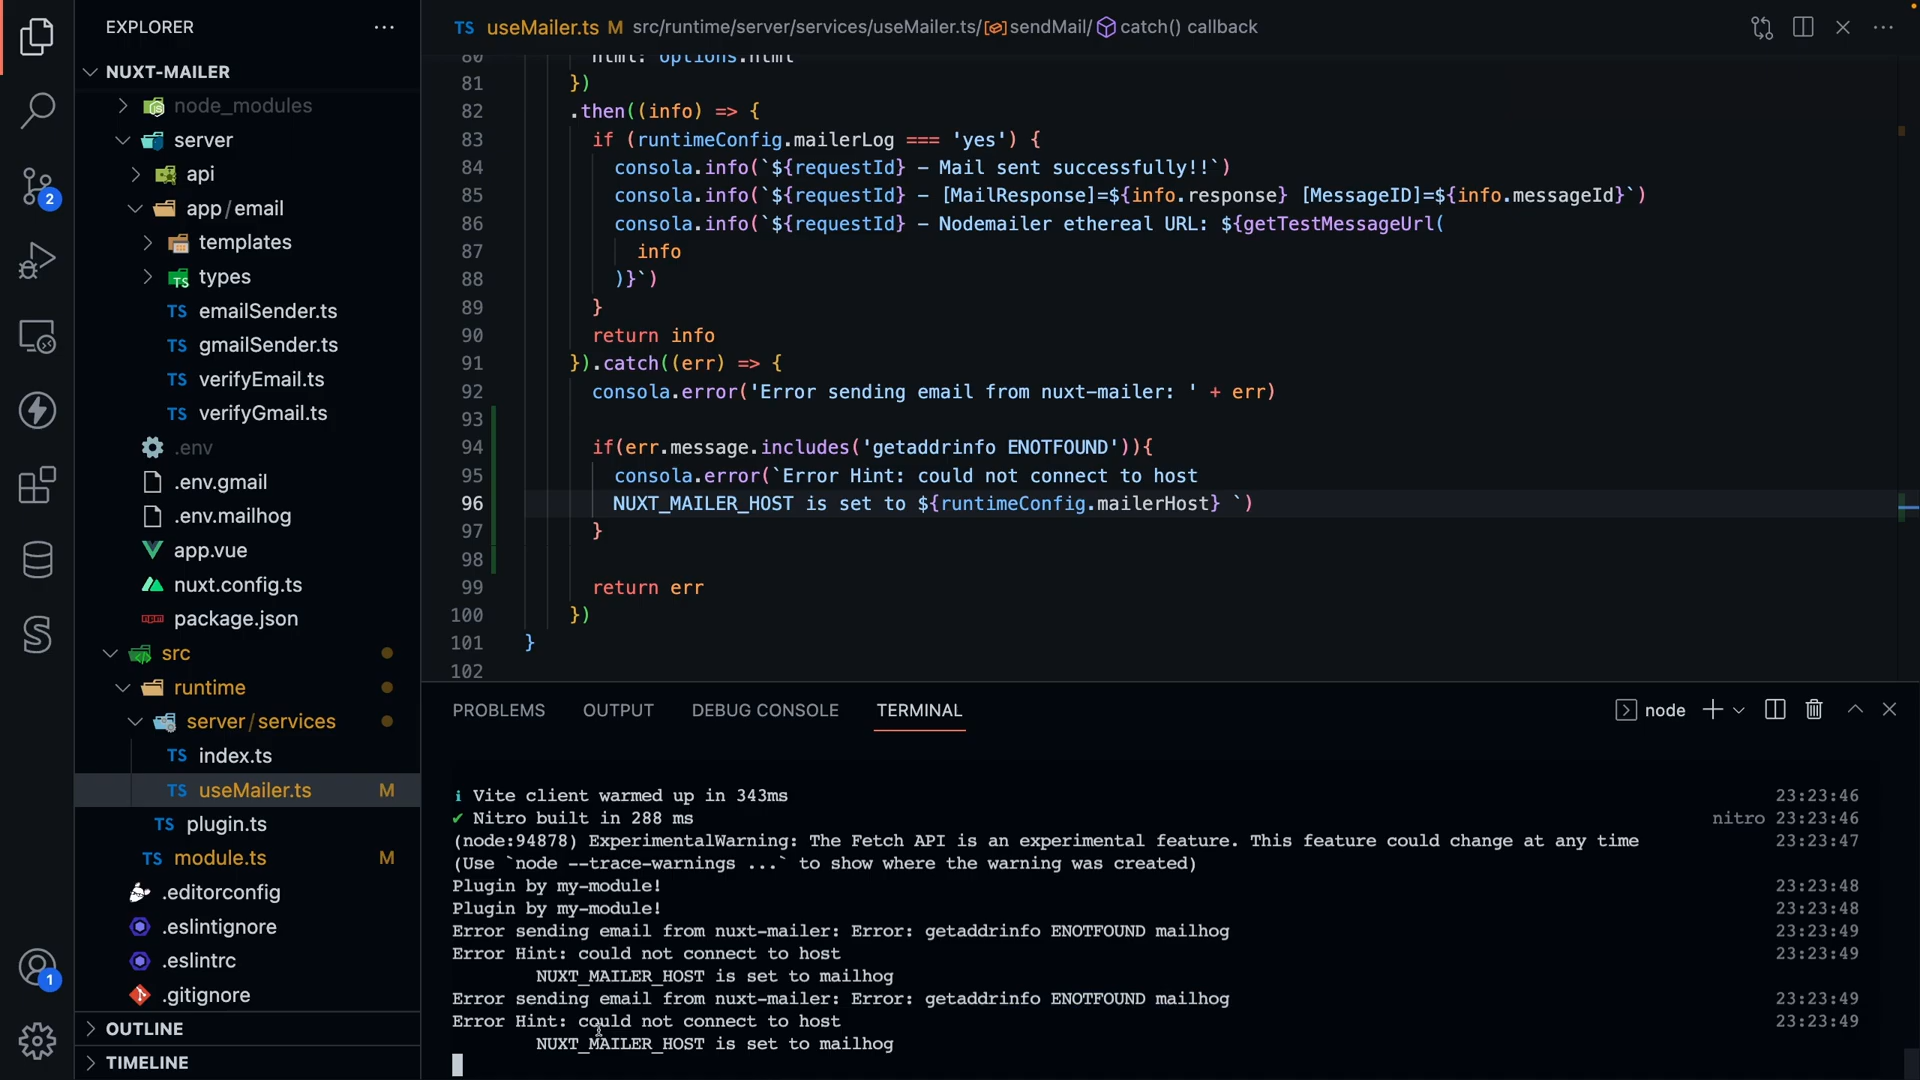 EXPLORER
NUXT-MAILER
node_modules
server
api
app/email
templates
types
TS emailSender.ts
TS gmailSender.ts
TS verifyEmail.ts
TS verifyGmail.ts
.env
.env.gmail
.env.mailhog
app.vue
nuxt.config.ts
package.json
src
runtime
server/services
TS index.ts
TS useMailer.ts M
TS plugin.ts
TS module.ts M
.editorconfig
.eslintignore
.eslintrc
.gitignore
OUTLINE
TIMELINE
2
1
TS useMailer.ts M src/runtime/server/services/useMailer.ts/ sendMail/ catch() callback
80 html: options.html
81 })
82 .then((info) => {
83 if (runtimeConfig.mailerLog === 'yes') {
84 consola.info(`${requestId} – Mail sent successfully!!`)
85 consola.info(`${requestId} – [MailResponse]=${info.response} [MessageID]=${info.messageId}`)
86 consola.info(`${requestId} – Nodemailer ethereal URL: ${getTestMessageUrl(
87 info
88 )}`)
89 }
90 return info
91 }).catch((err) => {
92 consola.error('Error sending email from nuxt-mailer: ' + err)
93
94 if(err.message.includes('getaddrinfo ENOTFOUND')){
95 consola.error(`Error Hint: could not connect to host
96 NUXT_MAILER_HOST is set to ${runtimeConfig.mailerHost} `)
97 }
98
99 return err
100 })
101 }
102
PROBLEMS OUTPUT DEBUG CONSOLE TERMINAL node
i Vite client warmed up in 343ms 23:23:46
✔ Nitro built in 288 ms nitro 23:23:46
(node:94878) ExperimentalWarning: The Fetch API is an experimental feature. This feature could change at any time 23:23:47
(Use `node --trace-warnings ...` to show where the warning was created)
Plugin by my-module! 23:23:48
Plugin by my-module! 23:23:48
Error sending email from nuxt-mailer: Error: getaddrinfo ENOTFOUND mailhog 23:23:49
Error Hint: could not connect to host 23:23:49
NUXT_MAILER_HOST is set to mailhog
Error sending email from nuxt-mailer: Error: getaddrinfo ENOTFOUND mailhog 23:23:49
Error Hint: could not connect to host 23:23:49
NUXT_MAILER_HOST is set to mailhog